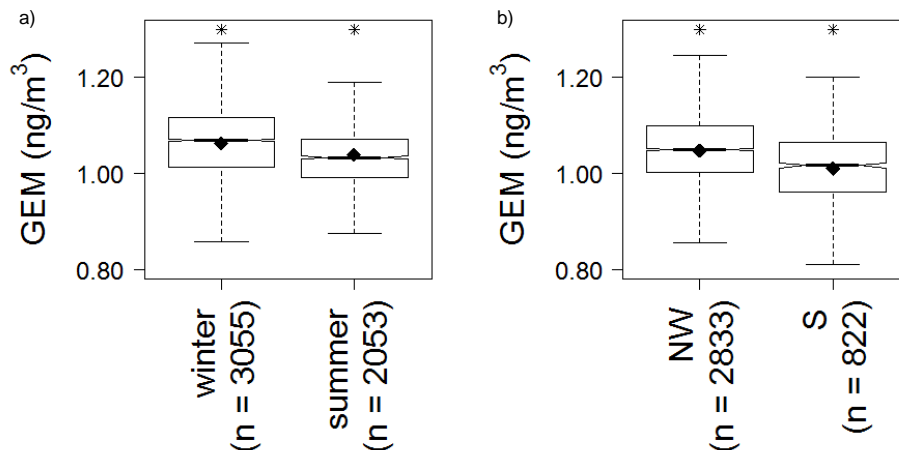 a)
*
*
GEM (ng/m³)
1.20
1.00
0.80
winter
(n = 3055)
summer
(n = 2053)
b)
*
*
GEM (ng/m³)
1.20
1.00
0.80
NW
(n = 2833)
S
(n = 822)